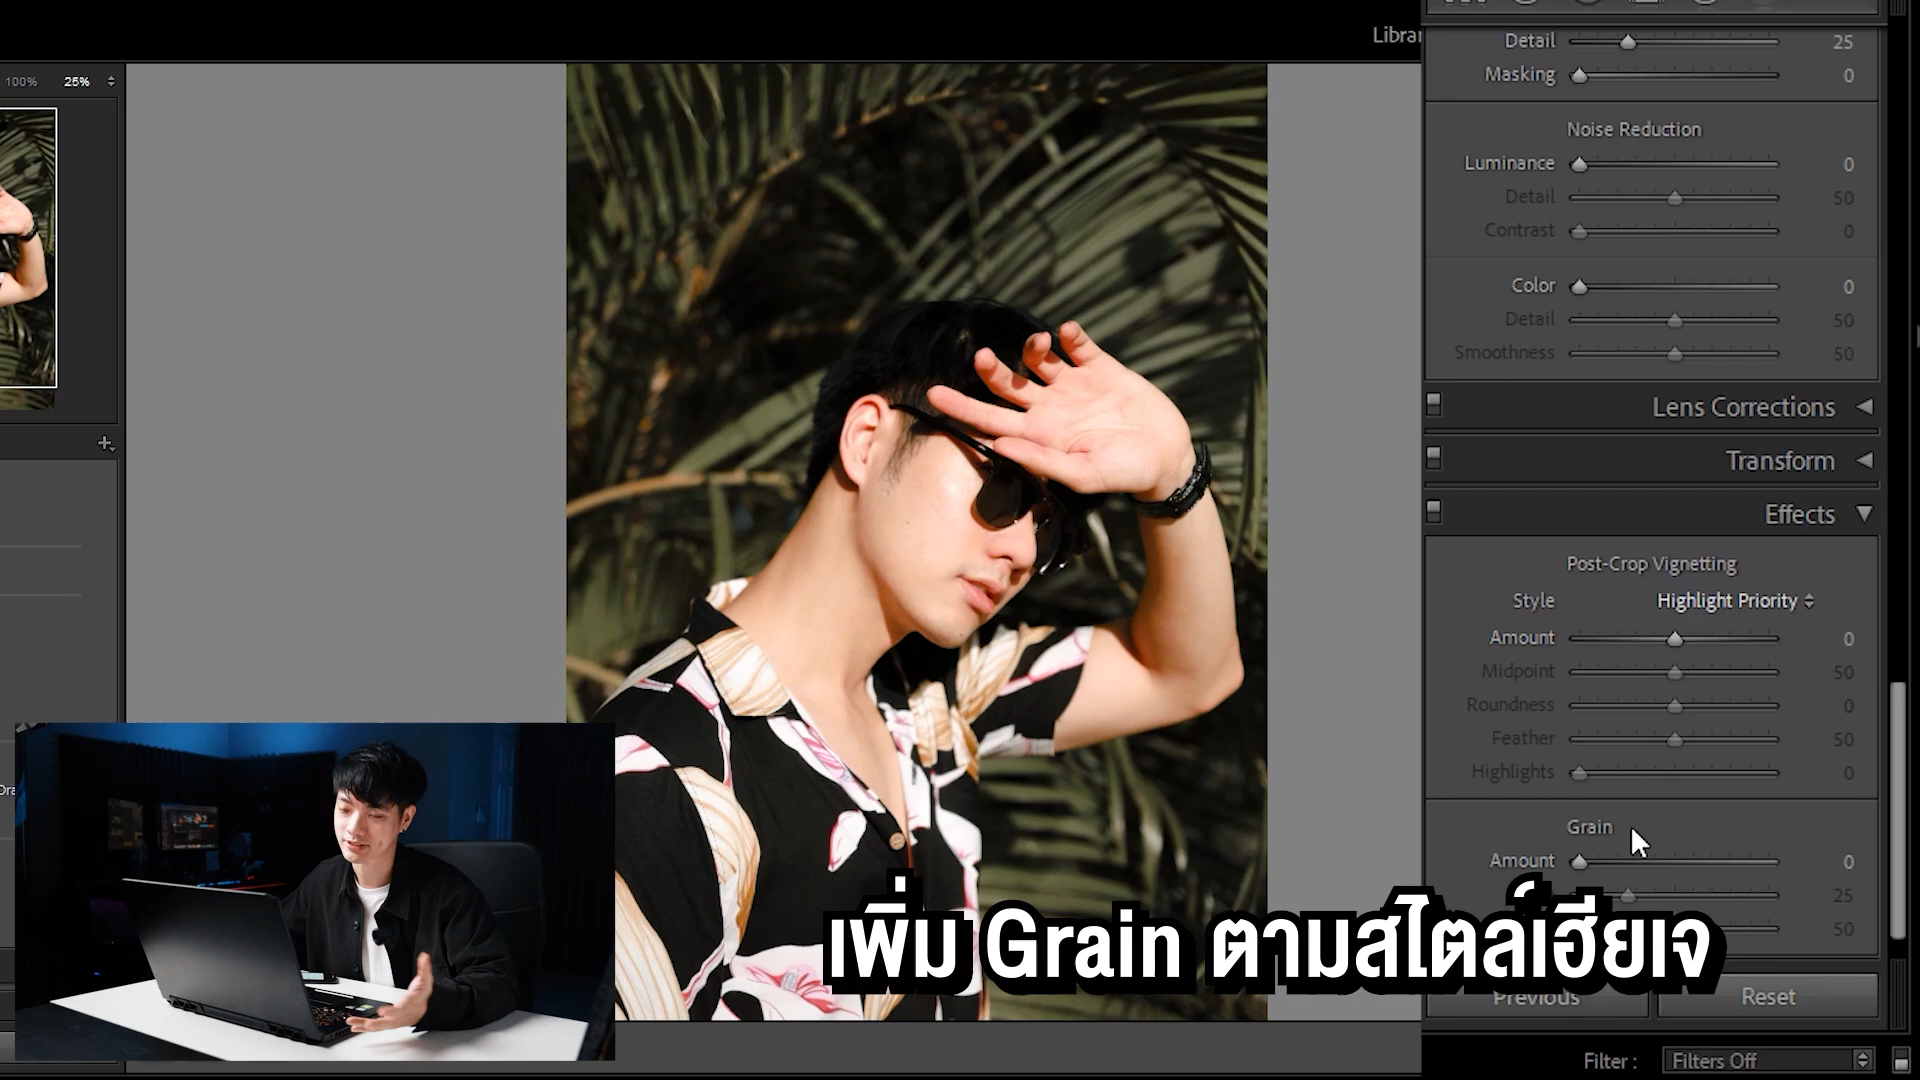 Detail 25
Masking 0
100% 25%
Noise Reduction
Luminance 0
Detail 50
Contrast 0
Color 0
Detail 50
Smoothness 50
Lens Corrections
Transform
Effects
Post-Crop Vignetting
Style Highlight Priority
Amount 0
Midpoint 50
Roundness 0
Feather 50
Highlights 0
Grain
Amount 0
25
50
เพิ่ม Grain ตามสไตล์เฮียเจ
Previous Reset
Filter : Filters Off